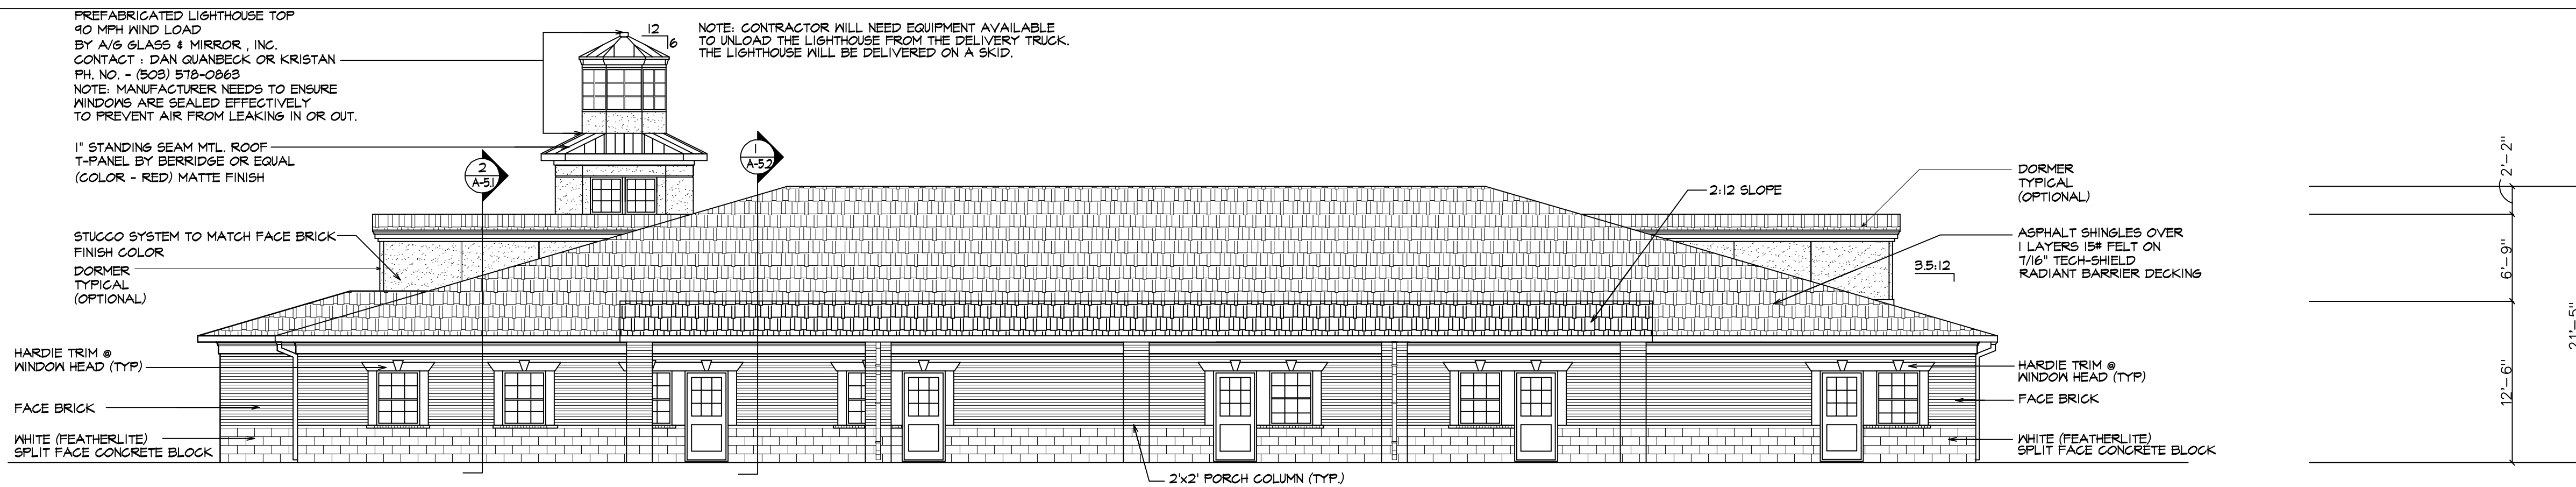 PREFABRICATED LIGHTHOUSE TOP
90 MPH WIND LOAD
BY A/G GLASS & MIRROR , INC.
CONTACT : DAN QUANBECK OR KRISTAN
PH. NO. - (503) 578-0863
NOTE: MANUFACTURER NEEDS TO ENSURE
WINDOWS ARE SEALED EFFECTIVELY
TO PREVENT AIR FROM LEAKING IN OR OUT.
1" STANDING SEAM MTL. ROOF
T-PANEL BY BERRIDGE OR EQUAL
(COLOR - RED) MATTE FINISH
STUCCO SYSTEM TO MATCH FACE BRICK
FINISH COLOR
DORMER
TYPICAL
(OPTIONAL)
HARDIE TRIM @
WINDOW HEAD (TYP)
FACE BRICK
WHITE (FEATHERLITE)
SPLIT FACE CONCRETE BLOCK
12
6
NOTE: CONTRACTOR WILL NEED EQUIPMENT AVAILABLE
TO UNLOAD THE LIGHTHOUSE FROM THE DELIVERY TRUCK.
THE LIGHTHOUSE WILL BE DELIVERED ON A SKID.
2
A-5.1
1
A-5.2
2:12 SLOPE
3.5:12
2'x2' PORCH COLUMN (TYP.)
DORMER
TYPICAL
(OPTIONAL)
ASPHALT SHINGLES OVER
1 LAYERS 15# FELT ON
7/16" TECH-SHIELD
RADIANT BARRIER DECKING
HARDIE TRIM @
WINDOW HEAD (TYP)
FACE BRICK
WHITE (FEATHERLITE)
SPLIT FACE CONCRETE BLOCK
2'-2"
6'-9"
12'-6"
21'-5"